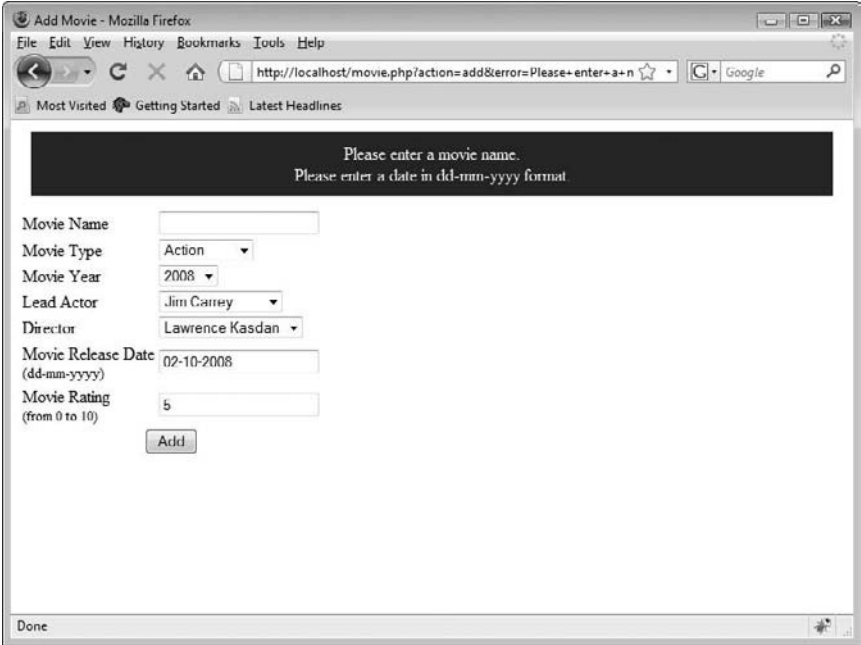 Add Movie - Mozilla Firefox
File Edit View History Bookmarks Tools Help
http://localhost/movie.php?action=add&error=Please+enter+a+n
Google
Most Visited Getting Started Latest Headlines
Please enter a movie name.
Please enter a date in dd-mm-yyyy format.
Movie Name
Movie Type Action
Movie Year 2008
Lead Actor Jim Carrey
Director Lawrence Kasdan
Movie Release Date 02-10-2008
(dd-mm-yyyy)
Movie Rating 5
(from 0 to 10)
Add
Done